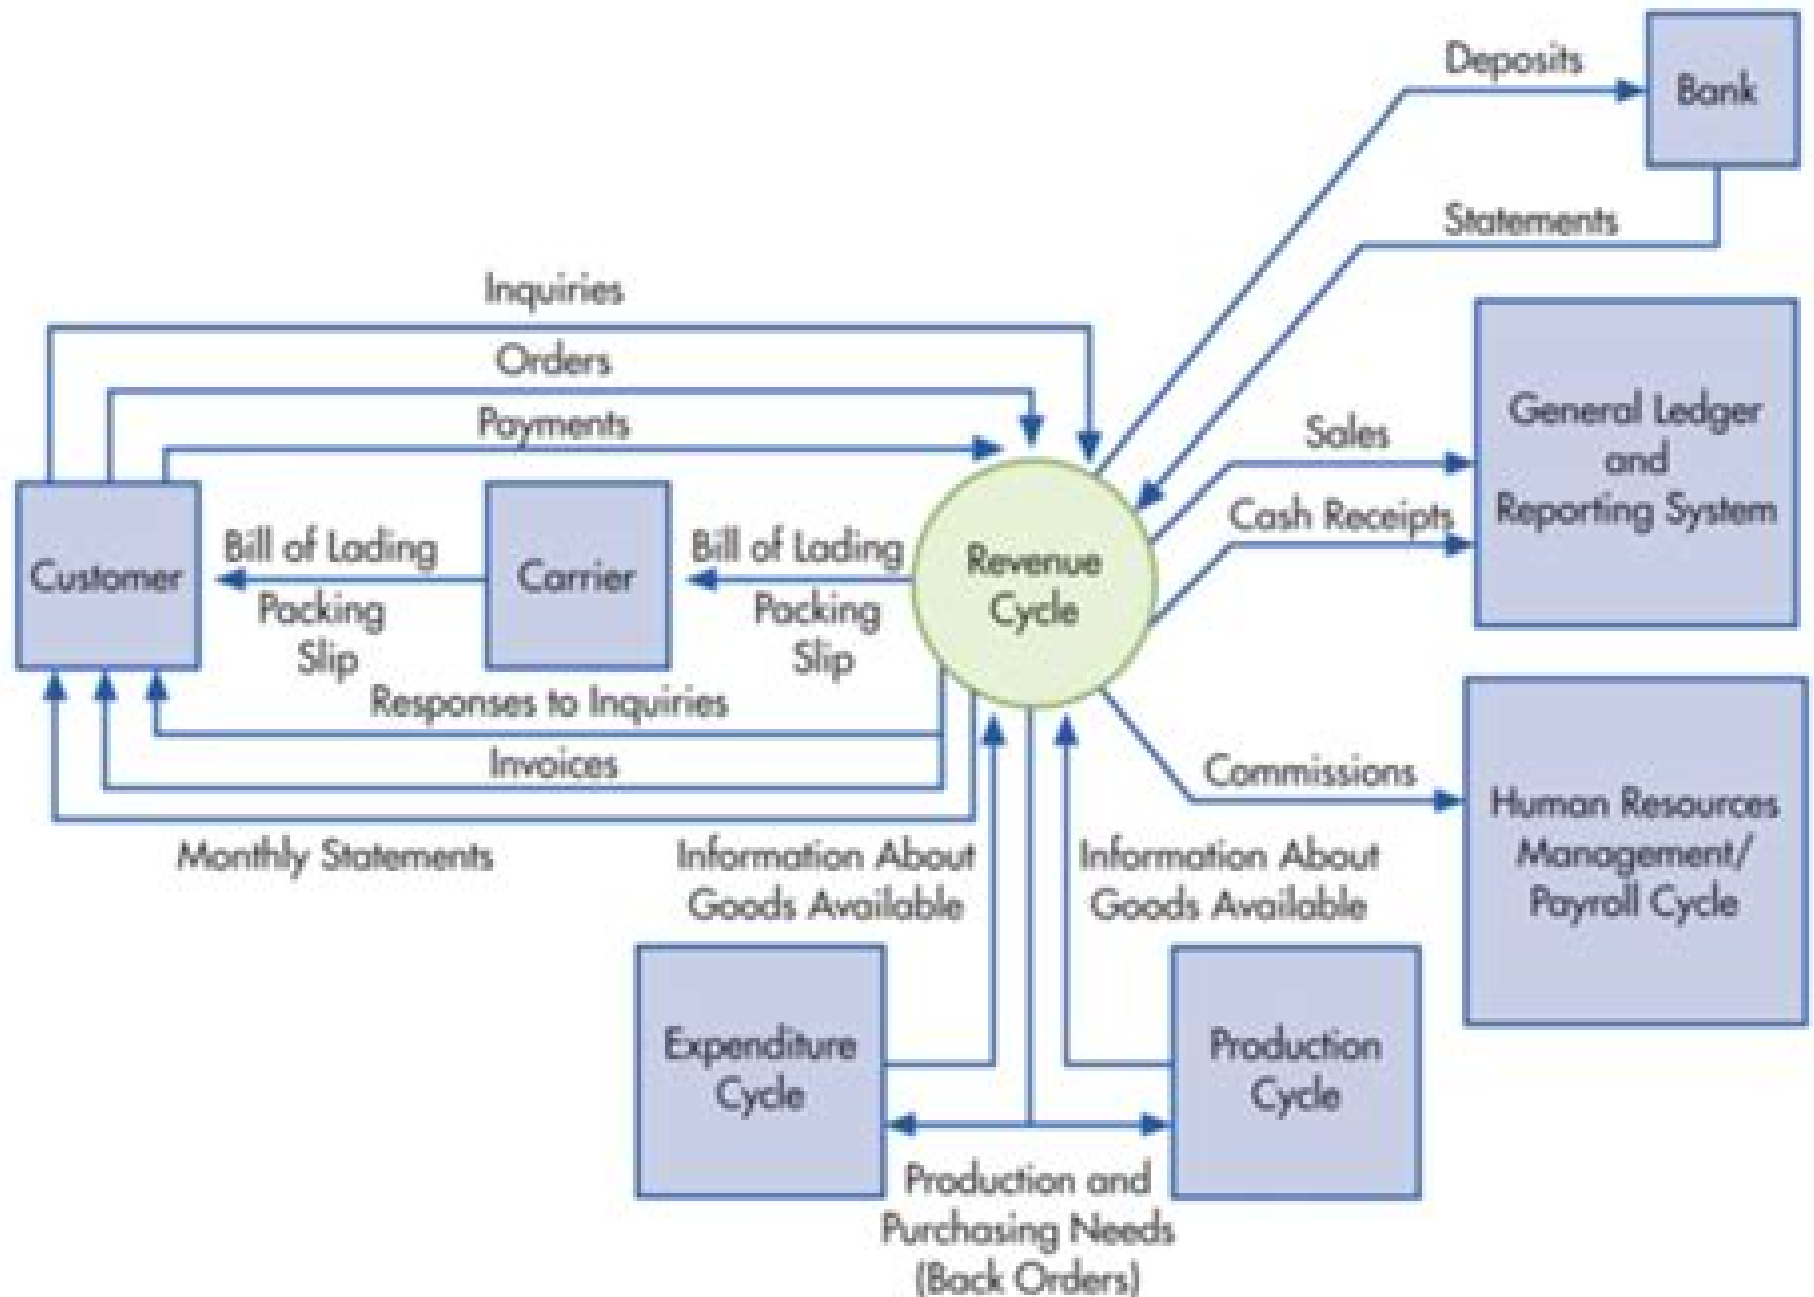 Deposits
Bank
Statements
Inquiries
Orders
Payments
General Ledger
and
Reporting System
Sales
Cash Receipts
Customer
Bill of Lading
Packing
Slip
Carrier
Bill of Lading
Packing
Slip
Revenue
Cycle
Responses to Inquiries
Invoices
Monthly Statements
Commissions
Human Resources
Management/
Payroll Cycle
Information About
Goods Available
Information About
Goods Available
Expenditure
Cycle
Production
Cycle
Production and
Purchasing Needs
(Back Orders)